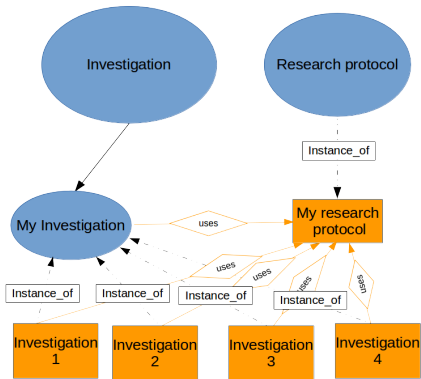 Investigation
Research protocol
Instance_of
My Investigation
uses
My research
protocol
uses
uses
uses
uses
Instance_of
Instance_of
Instance_of
Instance_of
Investigation
1
Investigation
2
Investigation
3
Investigation
4